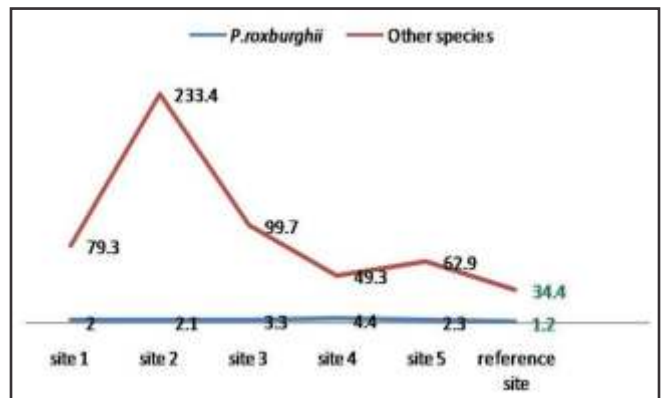 P.roxburghii Other species
233.4
79.3
99.7
49.3
62.9
34.4
2 2.1 3.3 4.4 2.3 1.2
site 1 site 2 site 3 site 4 site 5 reference
site